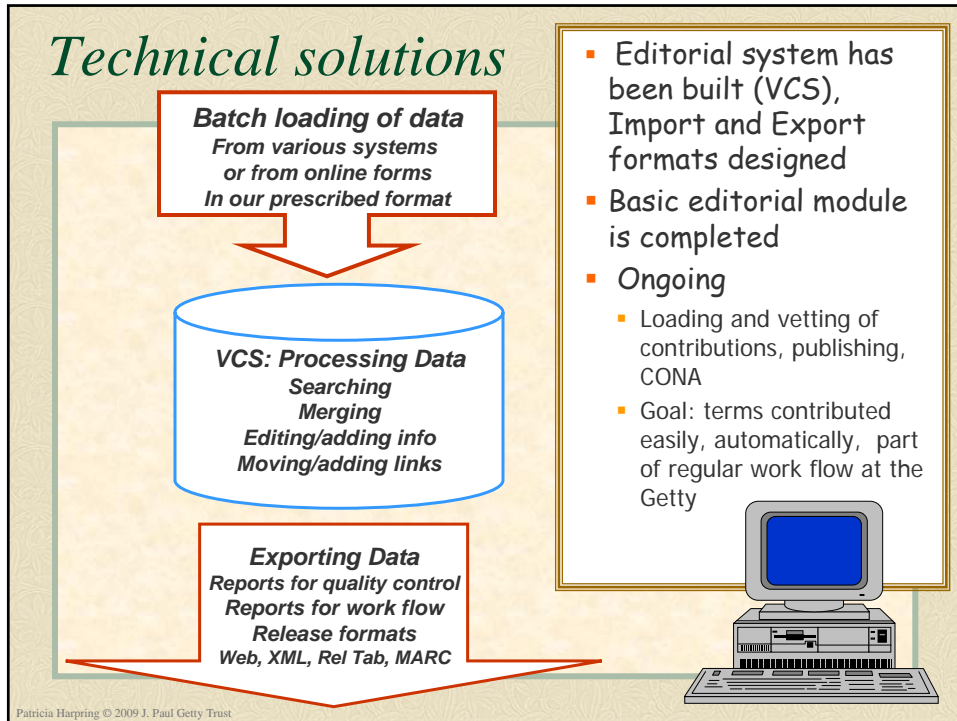 Technical solutions
Batch loading of data
From various systems
or from online forms
In our prescribed format
VCS: Processing Data
Searching
Merging
Editing/adding info
Moving/adding links
Exporting Data
Reports for quality control
Reports for work flow
Release formats
Web, XML, Rel Tab, MARC
▪ Editorial system has
been built (VCS),
Import and Export
formats designed
▪ Basic editorial module
is completed
▪ Ongoing
▪ Loading and vetting of
contributions, publishing,
CONA
▪ Goal: terms contributed
easily, automatically, part
of regular work flow at the
Getty
Patricia Harpring © 2009 J. Paul Getty Trust